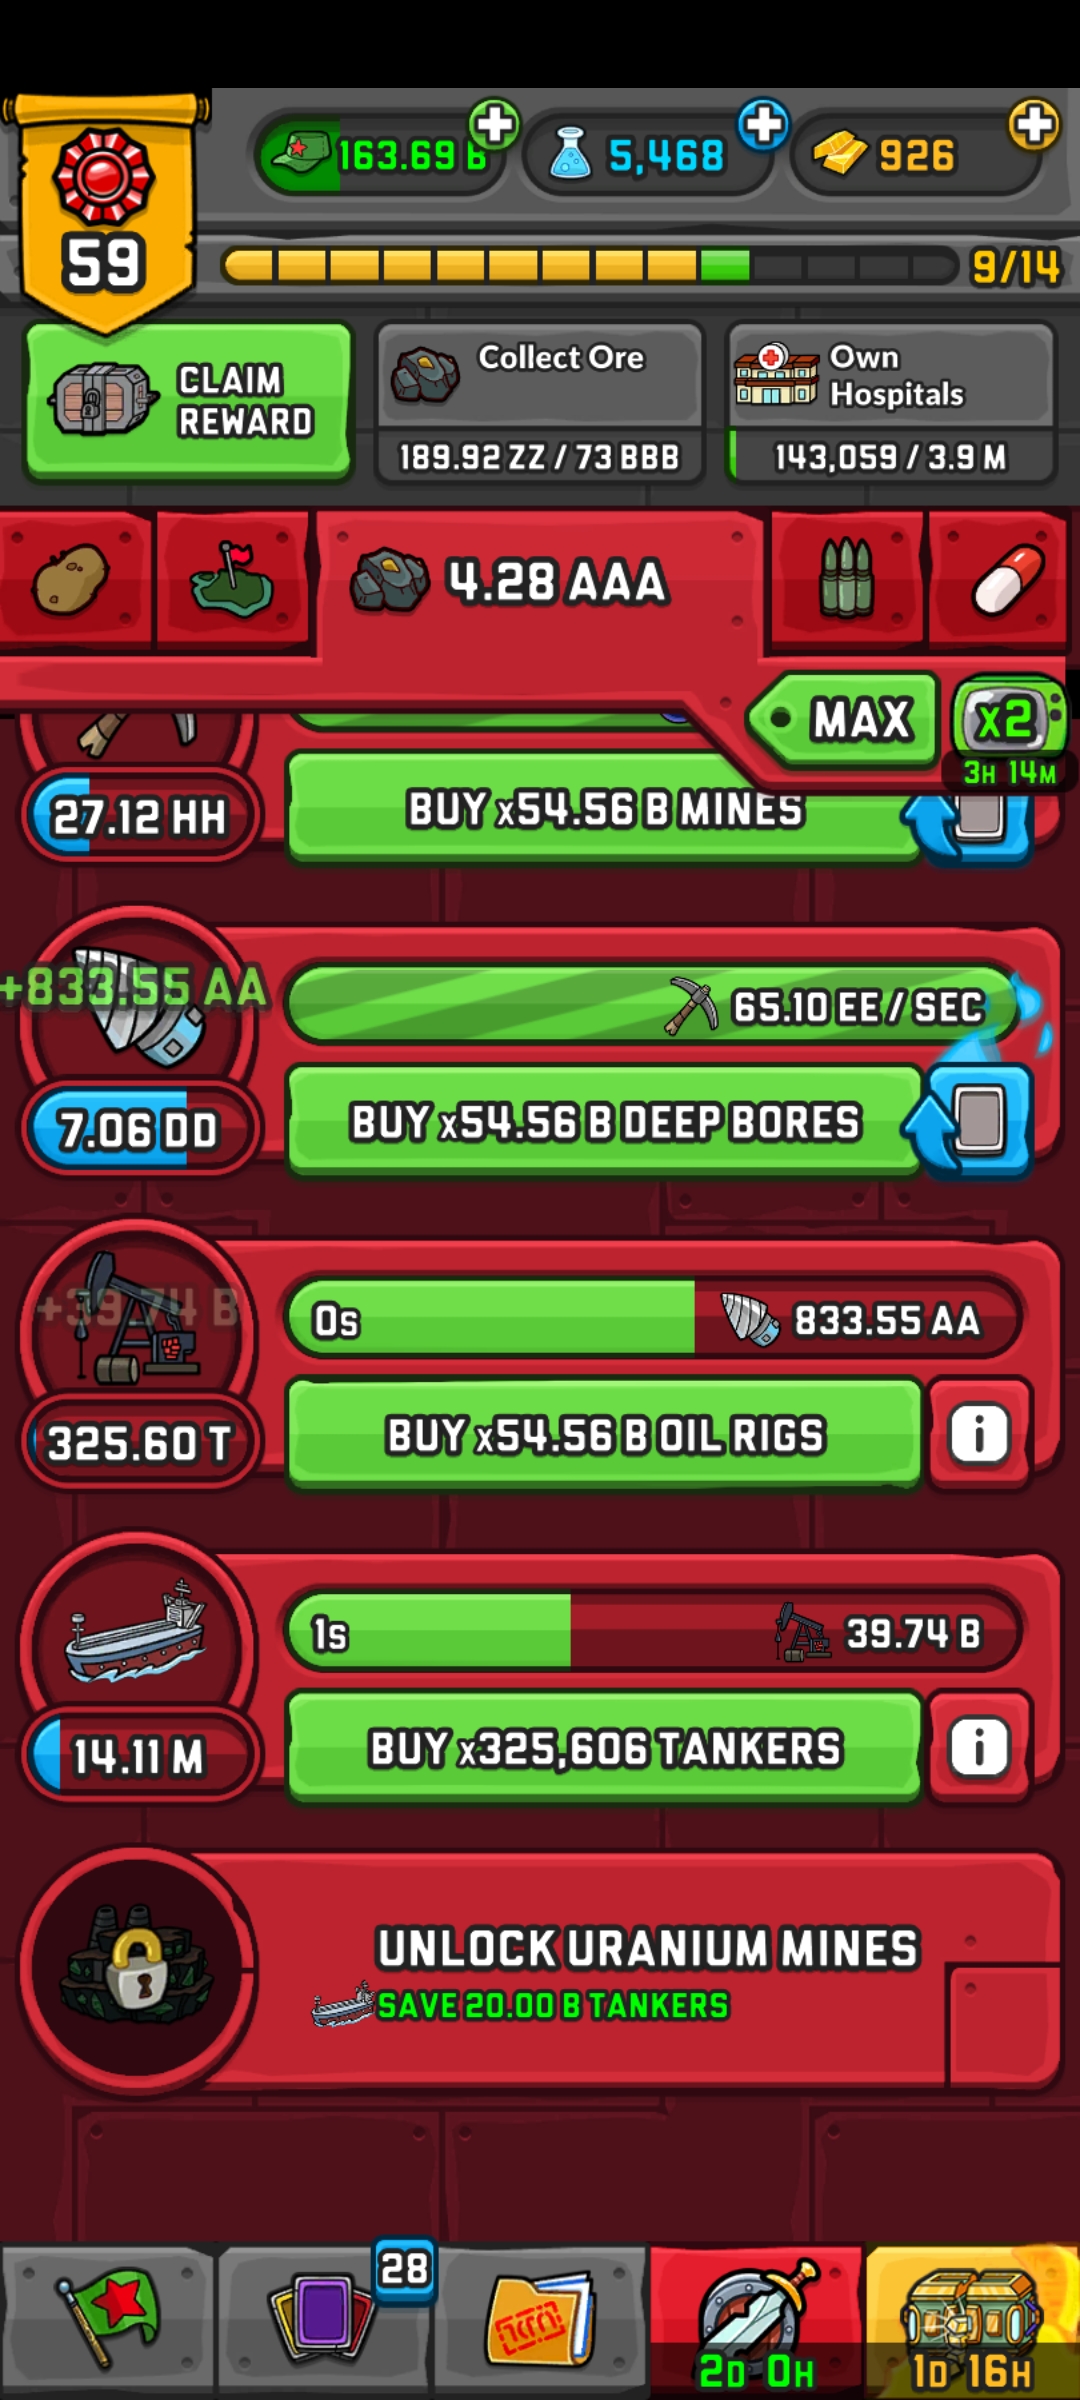 163.69 B
5,468
926
59
9/14
CLAIM
REWARD
Collect Ore
189.92 ZZ / 73 BBB
Own
Hospitals
143,059 / 3.9 M
4.28 AAA
MAX
x2
3H 14M
27.12 HH
BUY x54.56 B MINES
+833.55 AA
65.10 EE / SEC
7.06 DD
BUY x54.56 B DEEP BORES
+39.74 B
0s
833.55 AA
325.60 T
BUY x54.56 B OIL RIGS
i
1s
39.74 B
14.11 M
BUY x325,606 TANKERS
i
UNLOCK URANIUM MINES
SAVE 20.00 B TANKERS
28
2D 0H
1D 16H